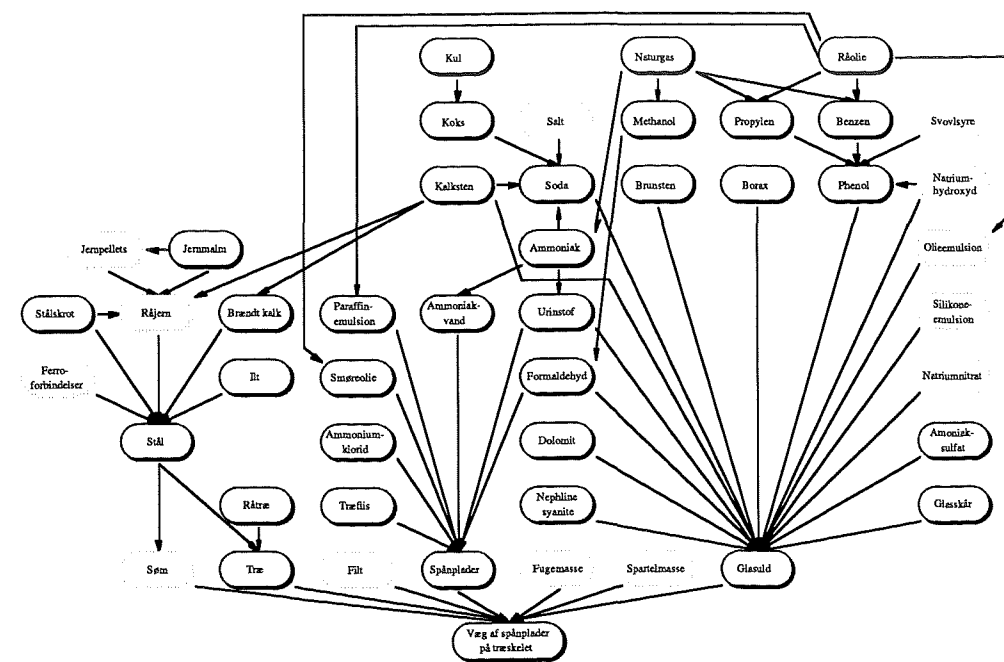 Kul
Naturgas
Råolie
Koks
Salt
Methanol
Propylen
Benzen
Svovlsyre
Kalksten
Soda
Brunsten
Borax
Phenol
Natrium-
hydroxyd
Jernpellets
Jernmalm
Ammoniak
Olieemulsion
Stålskrot
Råjern
Brændt kalk
Paraffin-
emulsion
Ammoniak-
vand
Urinstof
Silikone-
emulsion
Ferro-
forbindelser
Ilt
Smøreolie
Formaldehyd
Natriumnitrat
Stål
Ammonium-
klorid
Dolomit
Amoniak-
sulfat
Råtræ
Træflis
Nephline
syanite
Glasskår
Søm
Træ
Filt
Spånplader
Fugemasse
Spartelmasse
Glasuld
Væg af spånplader
på træskelet